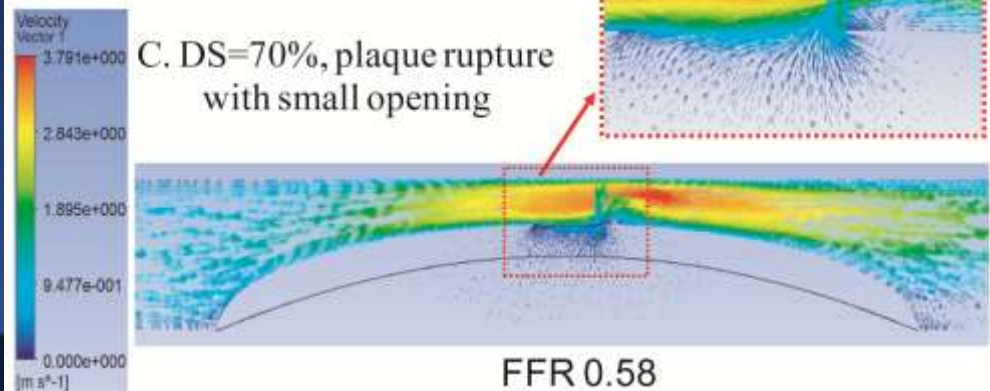 Velocity
Vector 1
3.791e+000
C. DS=70%, plaque rupture
with small opening
2.843e+000
1.895e+000
9.477e-001
0.000e+000
[m s^-1]
FFR 0.58